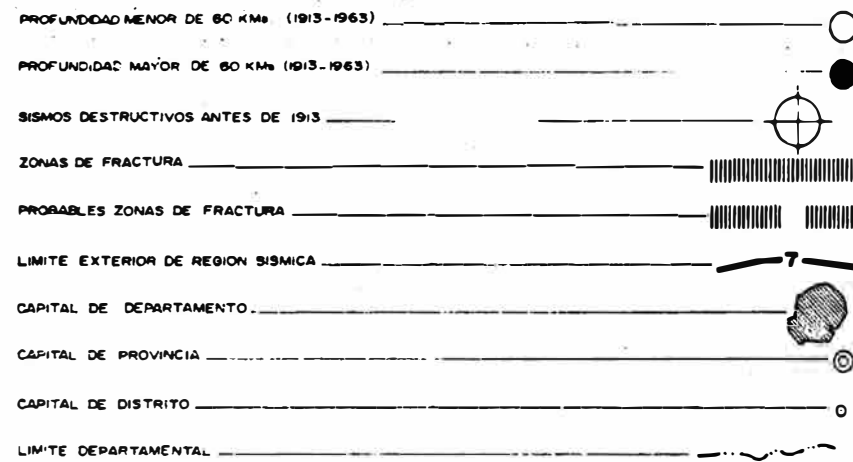 PROFUNDIDAD MENOR DE 60 KMs (1913-1963)
PROFUNDIDAD MAYOR DE 60 KMs (1913-1963)
SISMOS DESTRUCTIVOS ANTES DE 1913
ZONAS DE FRACTURA
PROBABLES ZONAS DE FRACTURA
LIMITE EXTERIOR DE REGION SISMICA 7
CAPITAL DE DEPARTAMENTO
CAPITAL DE PROVINCIA
CAPITAL DE DISTRITO
LIMITE DEPARTAMENTAL